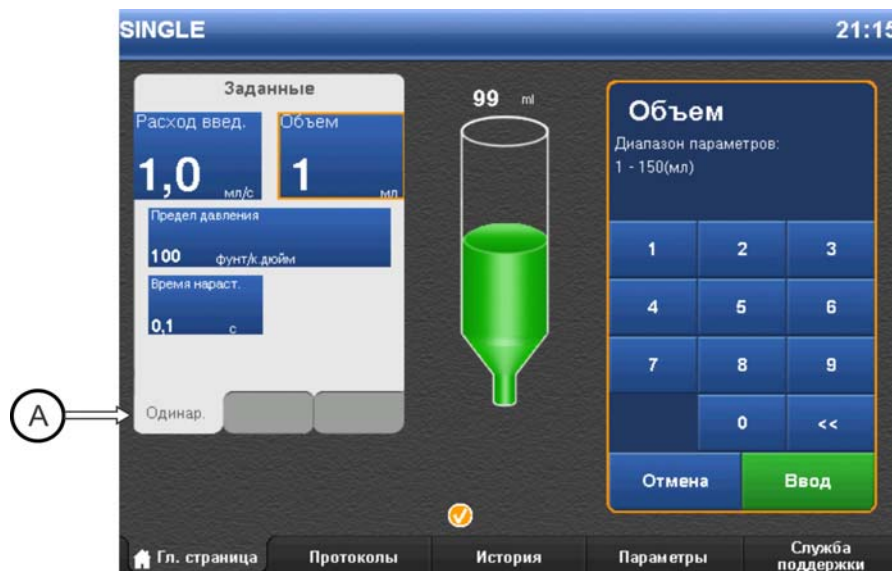 SINGLE
21:15
Заданные
Расход введ.
1,0
мл/с
Объем
1
мл
Предел давления
100 фунт/к.дюйм
Время нараст.
0,1 с
Одинар.
A
99 ml
Объем
Диапазон параметров:
1 - 150(мл)
1 2 3
4 5 6
7 8 9
0 <<
Отмена Ввод
Гл. страница Протоколы История Параметры Служба
поддержки